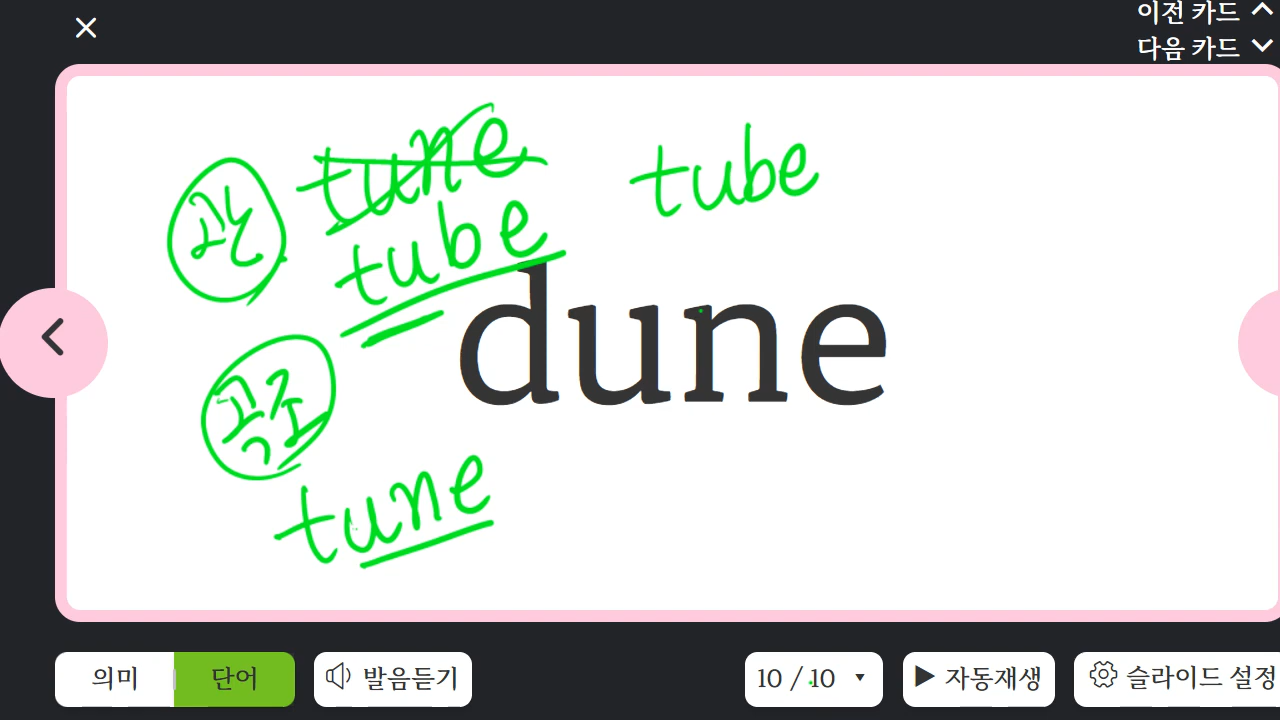 이전 카드
다음 카드
관 tune tube
tube
dune
곡조
tune
의미 단어 발음듣기 10 / 10 자동재생 슬라이드 설정